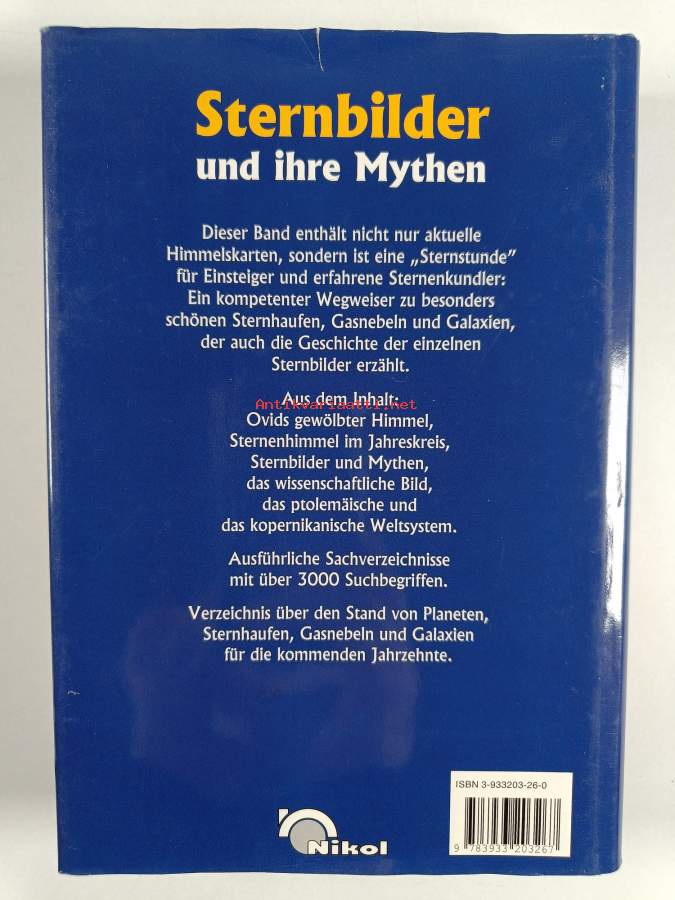 Sternbilder
und ihre Mythen
Dieser Band enthält nicht nur aktuelle
Himmelskarten, sondern ist eine „Sternstunde”
für Einsteiger und erfahrene Sternenkundler:
Ein kompetenter Wegweiser zu besonders
schönen Sternhaufen, Gasnebeln und Galaxien,
der auch die Geschichte der einzelnen
Sternbilder erzählt.
Aus dem Inhalt:
Antikvariaatti.net
Ovids gewölbter Himmel,
Sternenhimmel im Jahreskreis,
Sternbilder und Mythen,
das wissenschaftliche Bild,
das ptolemäische und
das kopernikanische Weltsystem.
Ausführliche Sachverzeichnisse
mit über 3000 Suchbegriffen.
Verzeichnis über den Stand von Planeten,
Sternhaufen, Gasnebeln und Galaxien
für die kommenden Jahrzehnte.
ISBN 3-933203-26-0
9 783933 203267
Nikol